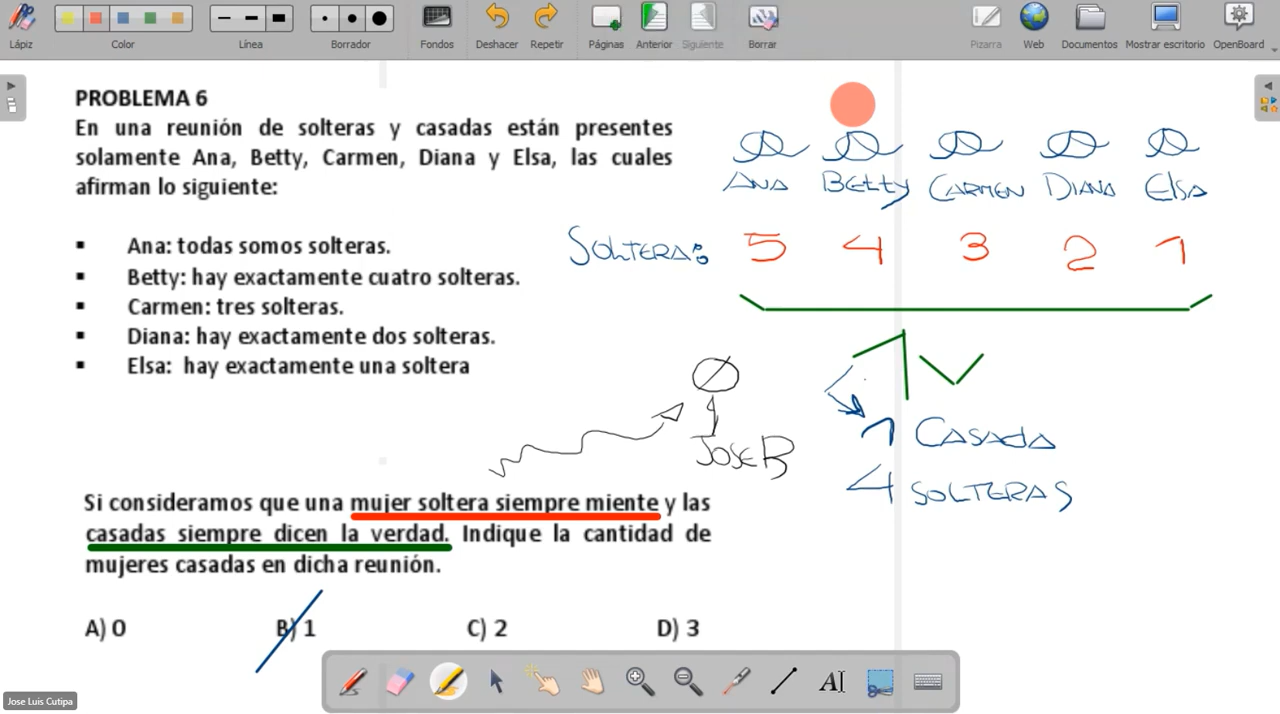 Lápiz
Color
Línea
Borrador
Fondos
Deshacer
Repetir
Páginas
Anterior
Siguiente
Borrar
Pizarra
Web
Documentos
Mostrar escritorio
OpenBoard
PROBLEMA 6
En una reunión de solteras y casadas están presentes
solamente Ana, Betty, Carmen, Diana y Elsa, las cuales
afirman lo siguiente:
▪ Ana: todas somos solteras.
▪ Betty: hay exactamente cuatro solteras.
▪ Carmen: tres solteras.
▪ Diana: hay exactamente dos solteras.
▪ Elsa: hay exactamente una soltera
Si consideramos que una mujer soltera siempre miente y las
casadas siempre dicen la verdad. Indique la cantidad de
mujeres casadas en dicha reunión.
A) 0 B) 1 C) 2 D) 3
ANA BETTY CARMEN DIANA ELSA
SOLTERA: 5 4 3 2 1
1 V
1 CASADA
4 SOLTERAS
JOSE B
AI
Jose Luis Cutipa